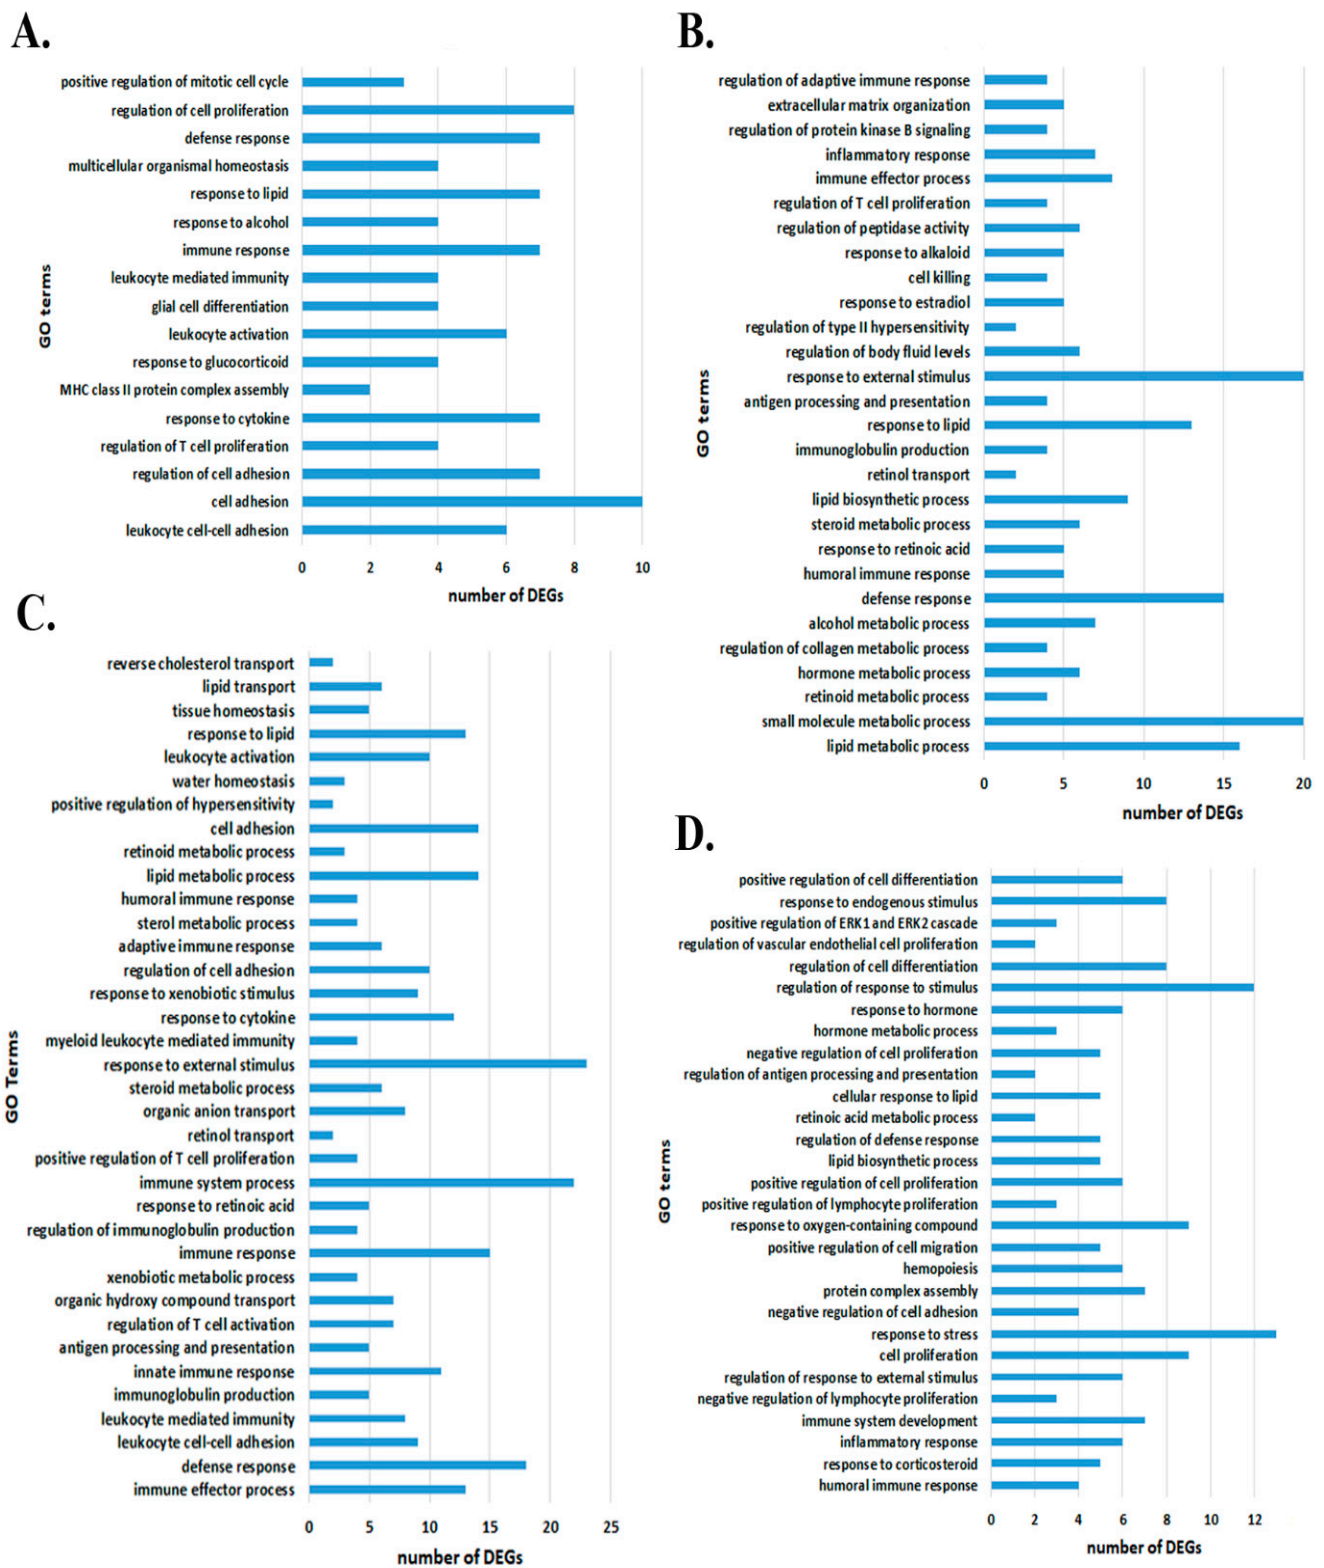 A.
positive regulation of mitotic cell cycle
regulation of cell proliferation
defense response
multicellular organismal homeostasis
response to lipid
response to alcohol
immune response
leukocyte mediated immunity
glial cell differentiation
leukocyte activation
response to glucocorticoid
MHC class II protein complex assembly
response to cytokine
regulation of T cell proliferation
regulation of cell adhesion
cell adhesion
leukocyte cell-cell adhesion
GO terms
0 2 4 6 8 10
number of DEGs
B.
regulation of adaptive immune response
extracellular matrix organization
regulation of protein kinase B signaling
inflammatory response
immune effector process
regulation of T cell proliferation
regulation of peptidase activity
response to alkaloid
cell killing
response to estradiol
regulation of type II hypersensitivity
regulation of body fluid levels
response to external stimulus
antigen processing and presentation
response to lipid
immunoglobulin production
retinol transport
lipid biosynthetic process
steroid metabolic process
response to retinoic acid
humoral immune response
defense response
alcohol metabolic process
regulation of collagen metabolic process
hormone metabolic process
retinoid metabolic process
small molecule metabolic process
lipid metabolic process
GO terms
0 5 10 15 20
number of DEGs
C.
reverse cholesterol transport
lipid transport
tissue homeostasis
response to lipid
leukocyte activation
water homeostasis
positive regulation of hypersensitivity
cell adhesion
retinoid metabolic process
lipid metabolic process
humoral immune response
sterol metabolic process
adaptive immune response
regulation of cell adhesion
response to xenobiotic stimulus
response to cytokine
myeloid leukocyte mediated immunity
response to external stimulus
steroid metabolic process
organic anion transport
retinol transport
positive regulation of T cell proliferation
immune system process
response to retinoic acid
regulation of immunoglobulin production
immune response
xenobiotic metabolic process
organic hydroxy compound transport
regulation of T cell activation
antigen processing and presentation
innate immune response
immunoglobulin production
leukocyte mediated immunity
leukocyte cell-cell adhesion
defense response
immune effector process
GO Terms
0 5 10 15 20 25
number of DEGs
D.
positive regulation of cell differentiation
response to endogenous stimulus
positive regulation of ERK1 and ERK2 cascade
regulation of vascular endothelial cell proliferation
regulation of cell differentiation
regulation of response to stimulus
response to hormone
hormone metabolic process
negative regulation of cell proliferation
regulation of antigen processing and presentation
cellular response to lipid
retinoic acid metabolic process
regulation of defense response
lipid biosynthetic process
positive regulation of cell proliferation
positive regulation of lymphocyte proliferation
response to oxygen-containing compound
positive regulation of cell migration
hemopoiesis
protein complex assembly
negative regulation of cell adhesion
response to stress
cell proliferation
regulation of response to external stimulus
negative regulation of lymphocyte proliferation
immune system development
inflammatory response
response to corticosteroid
humoral immune response
GO terms
0 2 4 6 8 10 12
number of DEGs